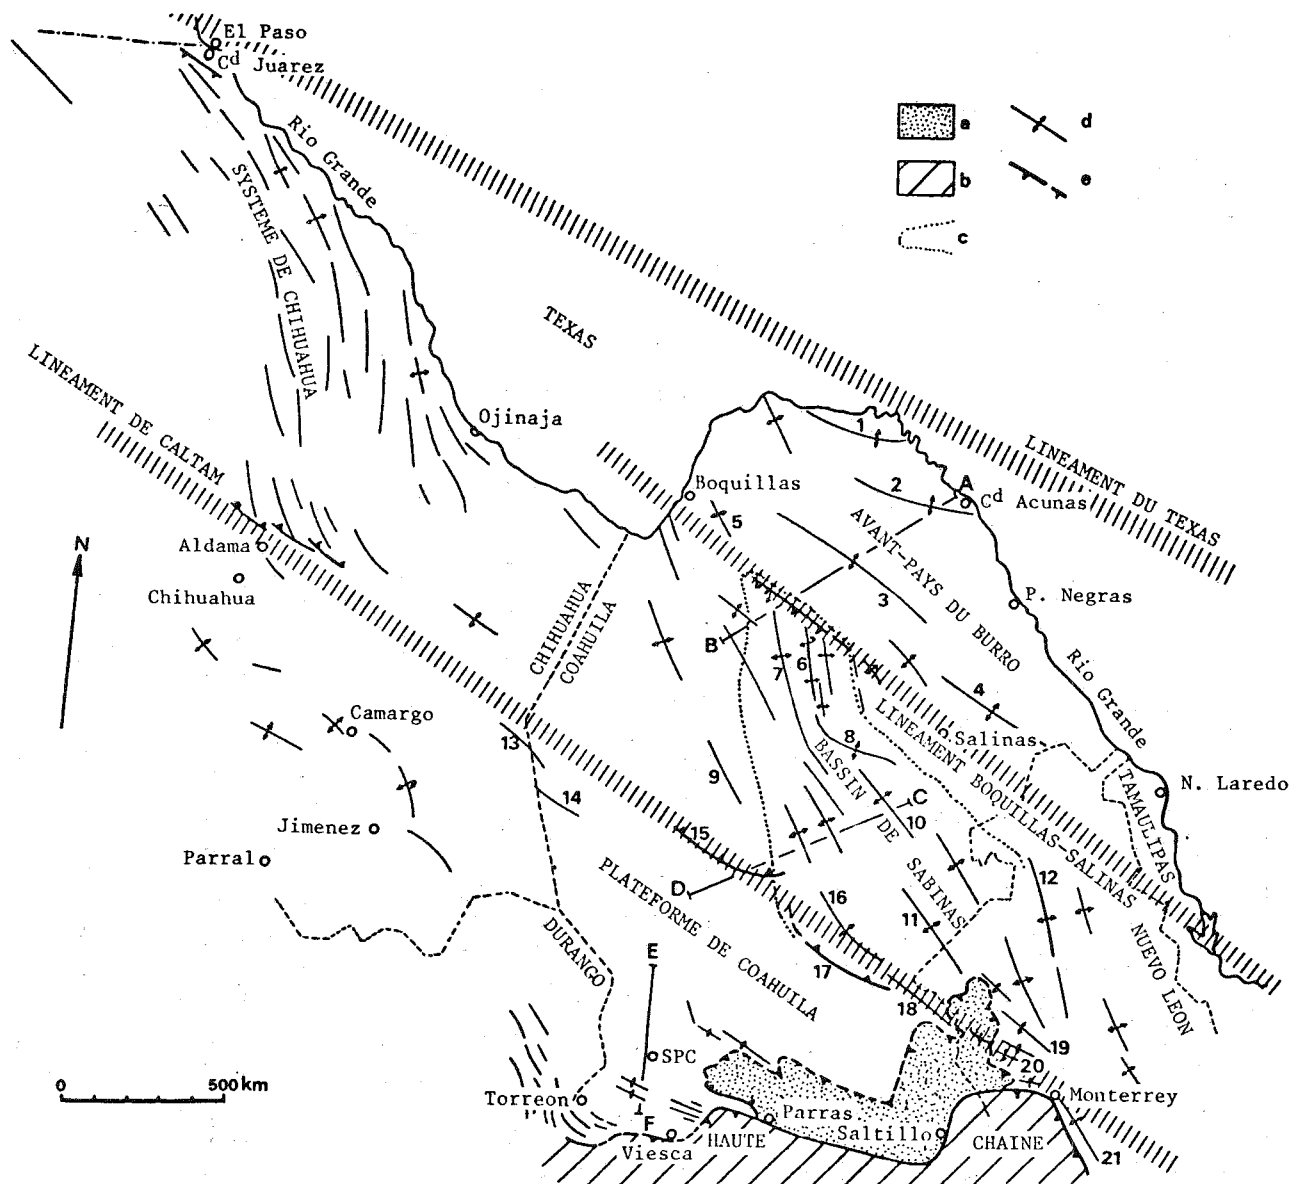 El Paso
Cd Juarez
Rio Grande
a
d
b
e
c
SYSTEME DE CHIHUAHUA
TEXAS
LINEAMENT DE CALTAM
Ojinaja
1
LINEAMENT DU TEXAS
Boquillas
2
A
Cd Acunas
5
AVANT-PAYS DU BURRO
N
Aldama
Chihuahua
3
P. Negras
CHIHUAHUA
COAHUILA
B
7
6
Rio Grande
4
Camargo
13
8
LINEAMENT BOQUILLAS-SALINAS
Salinas
BASSIN DE SABINAS
9
14
C
10
TAMAULIPAS
N. Laredo
Jimenez
15
Parral
D
12
PLATEFORME DE COAHUILA
16
11
DURANGO
E
17
NUEVO LEON
18
SPC
19
20
0 500km
Torreon
Parras
Monterrey
F
Viesca
HAUTE
Saltillo
CHAINE
21